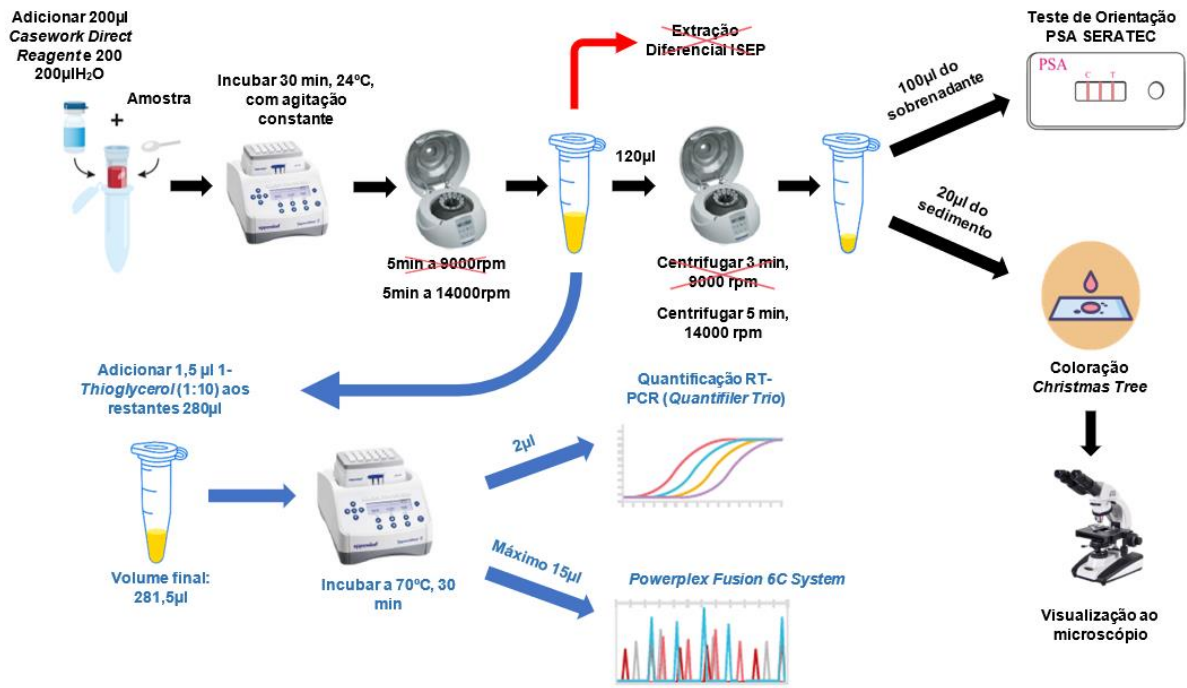 Adicionar 200µl
Casework Direct
Reagent e 200
200µlH₂O
Amostra
+
Incubar 30 min, 24ºC,
com agitação
constante
5min a 9000rpm
5min a 14000rpm
Extração
Diferencial ISEP
120µl
Centrifugar 3 min,
9000 rpm
Centrifugar 5 min,
14000 rpm
100µl do
sobrenadante
Teste de Orientação
PSA SERATEC
PSA
C T
20µl do
sedimento
Coloração
Christmas Tree
Visualização ao
microscópio
Adicionar 1,5 µl 1-
Thioglycerol (1:10) aos
restantes 280µl
Volume final:
281,5µl
Incubar a 70ºC, 30
min
2µl
Quantificação RT-
PCR (Quantifiler Trio)
Máximo 15µl
Powerplex Fusion 6C System